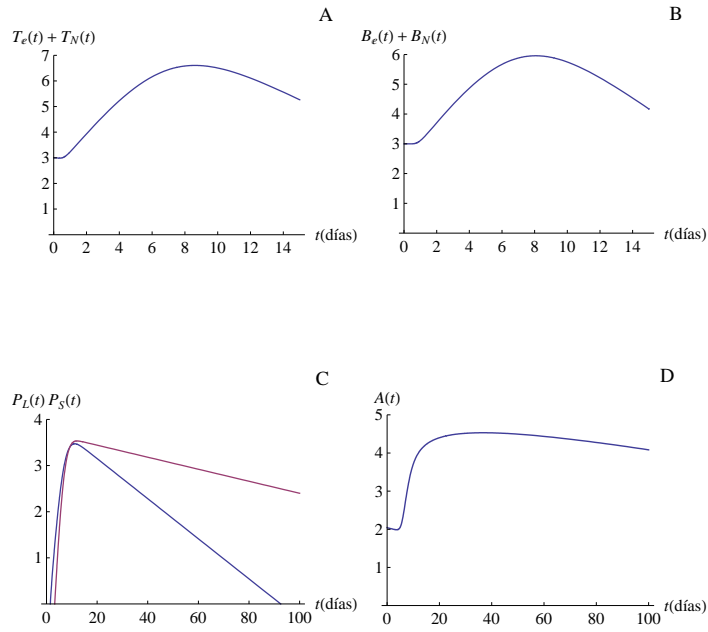 A
T_e(t) + T_N(t)
7
6
5
4
3
2
1
0 2 4 6 8 10 12 14
t(días)
B
B_e(t) + B_N(t)
6
5
4
3
2
1
0 2 4 6 8 10 12 14
t(días)
C
P_L(t) P_S(t)
4
3
2
1
0 20 40 60 80 100
t(días)
D
A(t)
5
4
3
2
1
0 20 40 60 80 100
t(días)